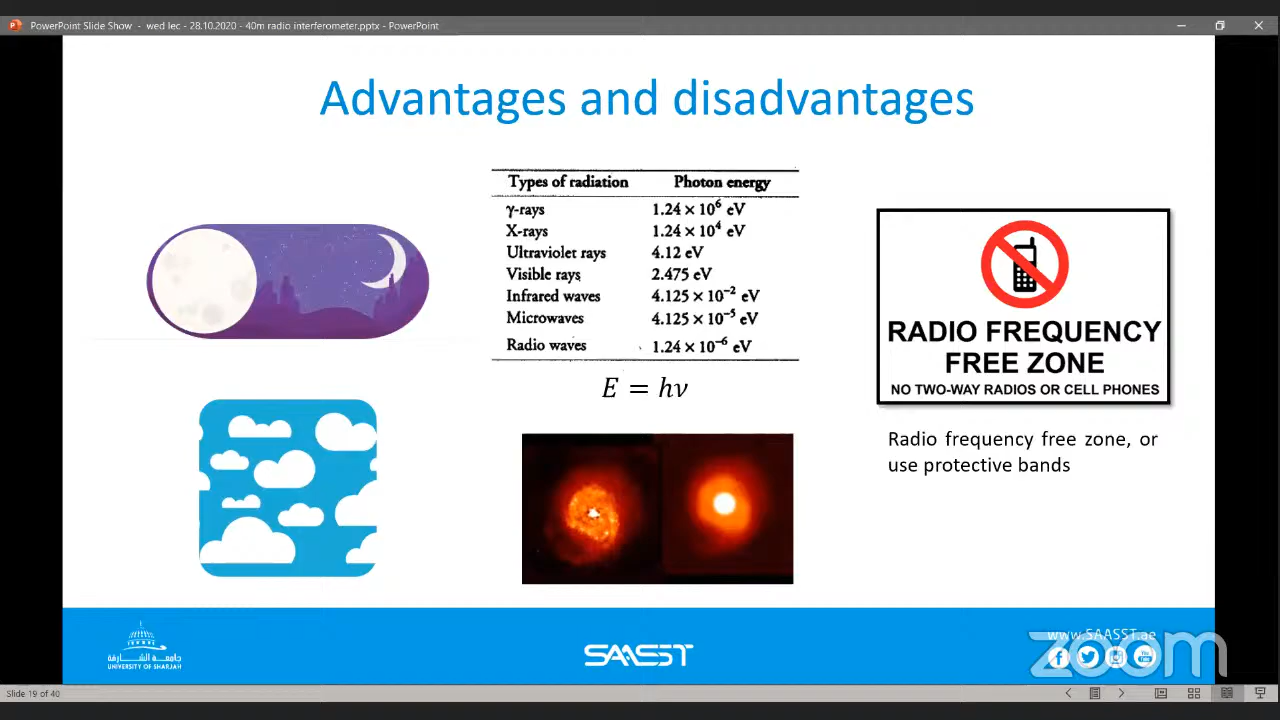 PowerPoint Slide Show - wed lec - 28.10.2020 - 40m radio interferometer.pptx - PowerPoint
Advantages and disadvantages
Types of radiation Photon energy
γ-rays 1.24 × 10⁶ eV
X-rays 1.24 × 10⁴ eV
Ultraviolet rays 4.12 eV
Visible rays 2.475 eV
Infrared waves 4.125 × 10⁻² eV
Microwaves 4.125 × 10⁻⁵ eV
Radio waves 1.24 × 10⁻⁶ eV
E = hν
RADIO FREQUENCY
FREE ZONE
NO TWO-WAY RADIOS OR CELL PHONES
Radio frequency free zone, or
use protective bands
جامعة الشارقة
UNIVERSITY OF SHARJAH
SAASST
www.SAASST.ae
zoom
You
Tube
Slide 19 of 40